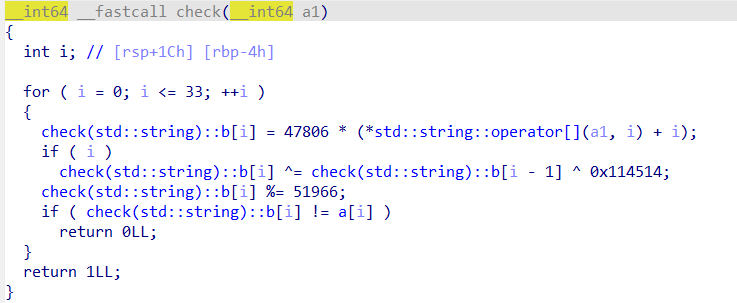 __int64 __fastcall check(__int64 a1)
{
  int i; // [rsp+1Ch] [rbp-4h]

  for ( i = 0; i <= 33; ++i )
  {
    check(std::string)::b[i] = 47806 * (*std::string::operator[](a1, i) + i);
    if ( i )
      check(std::string)::b[i] ^= check(std::string)::b[i - 1] ^ 0x114514;
    check(std::string)::b[i] %= 51966;
    if ( check(std::string)::b[i] != a[i] )
      return 0LL;
  }
  return 1LL;
}